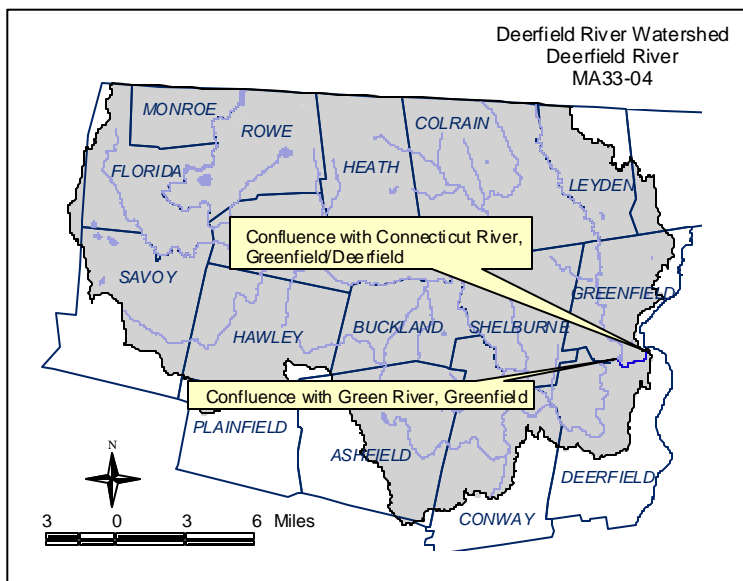 Deerfield River Watershed
Deerfield River
MA33-04
MONROE
ROWE
COLRAIN
HEATH
FLORIDA
LEYDEN
Confluence with Connecticut River,
Greenfield/Deerfield
SAVOY
GREENFIELD
HAWLEY
BUCKLAND
SHELBURNE
Confluence with Green River, Greenfield
PLAINFIELD
ASHFIELD
DEERFIELD
CONWAY
N
3 0 3 6 Miles